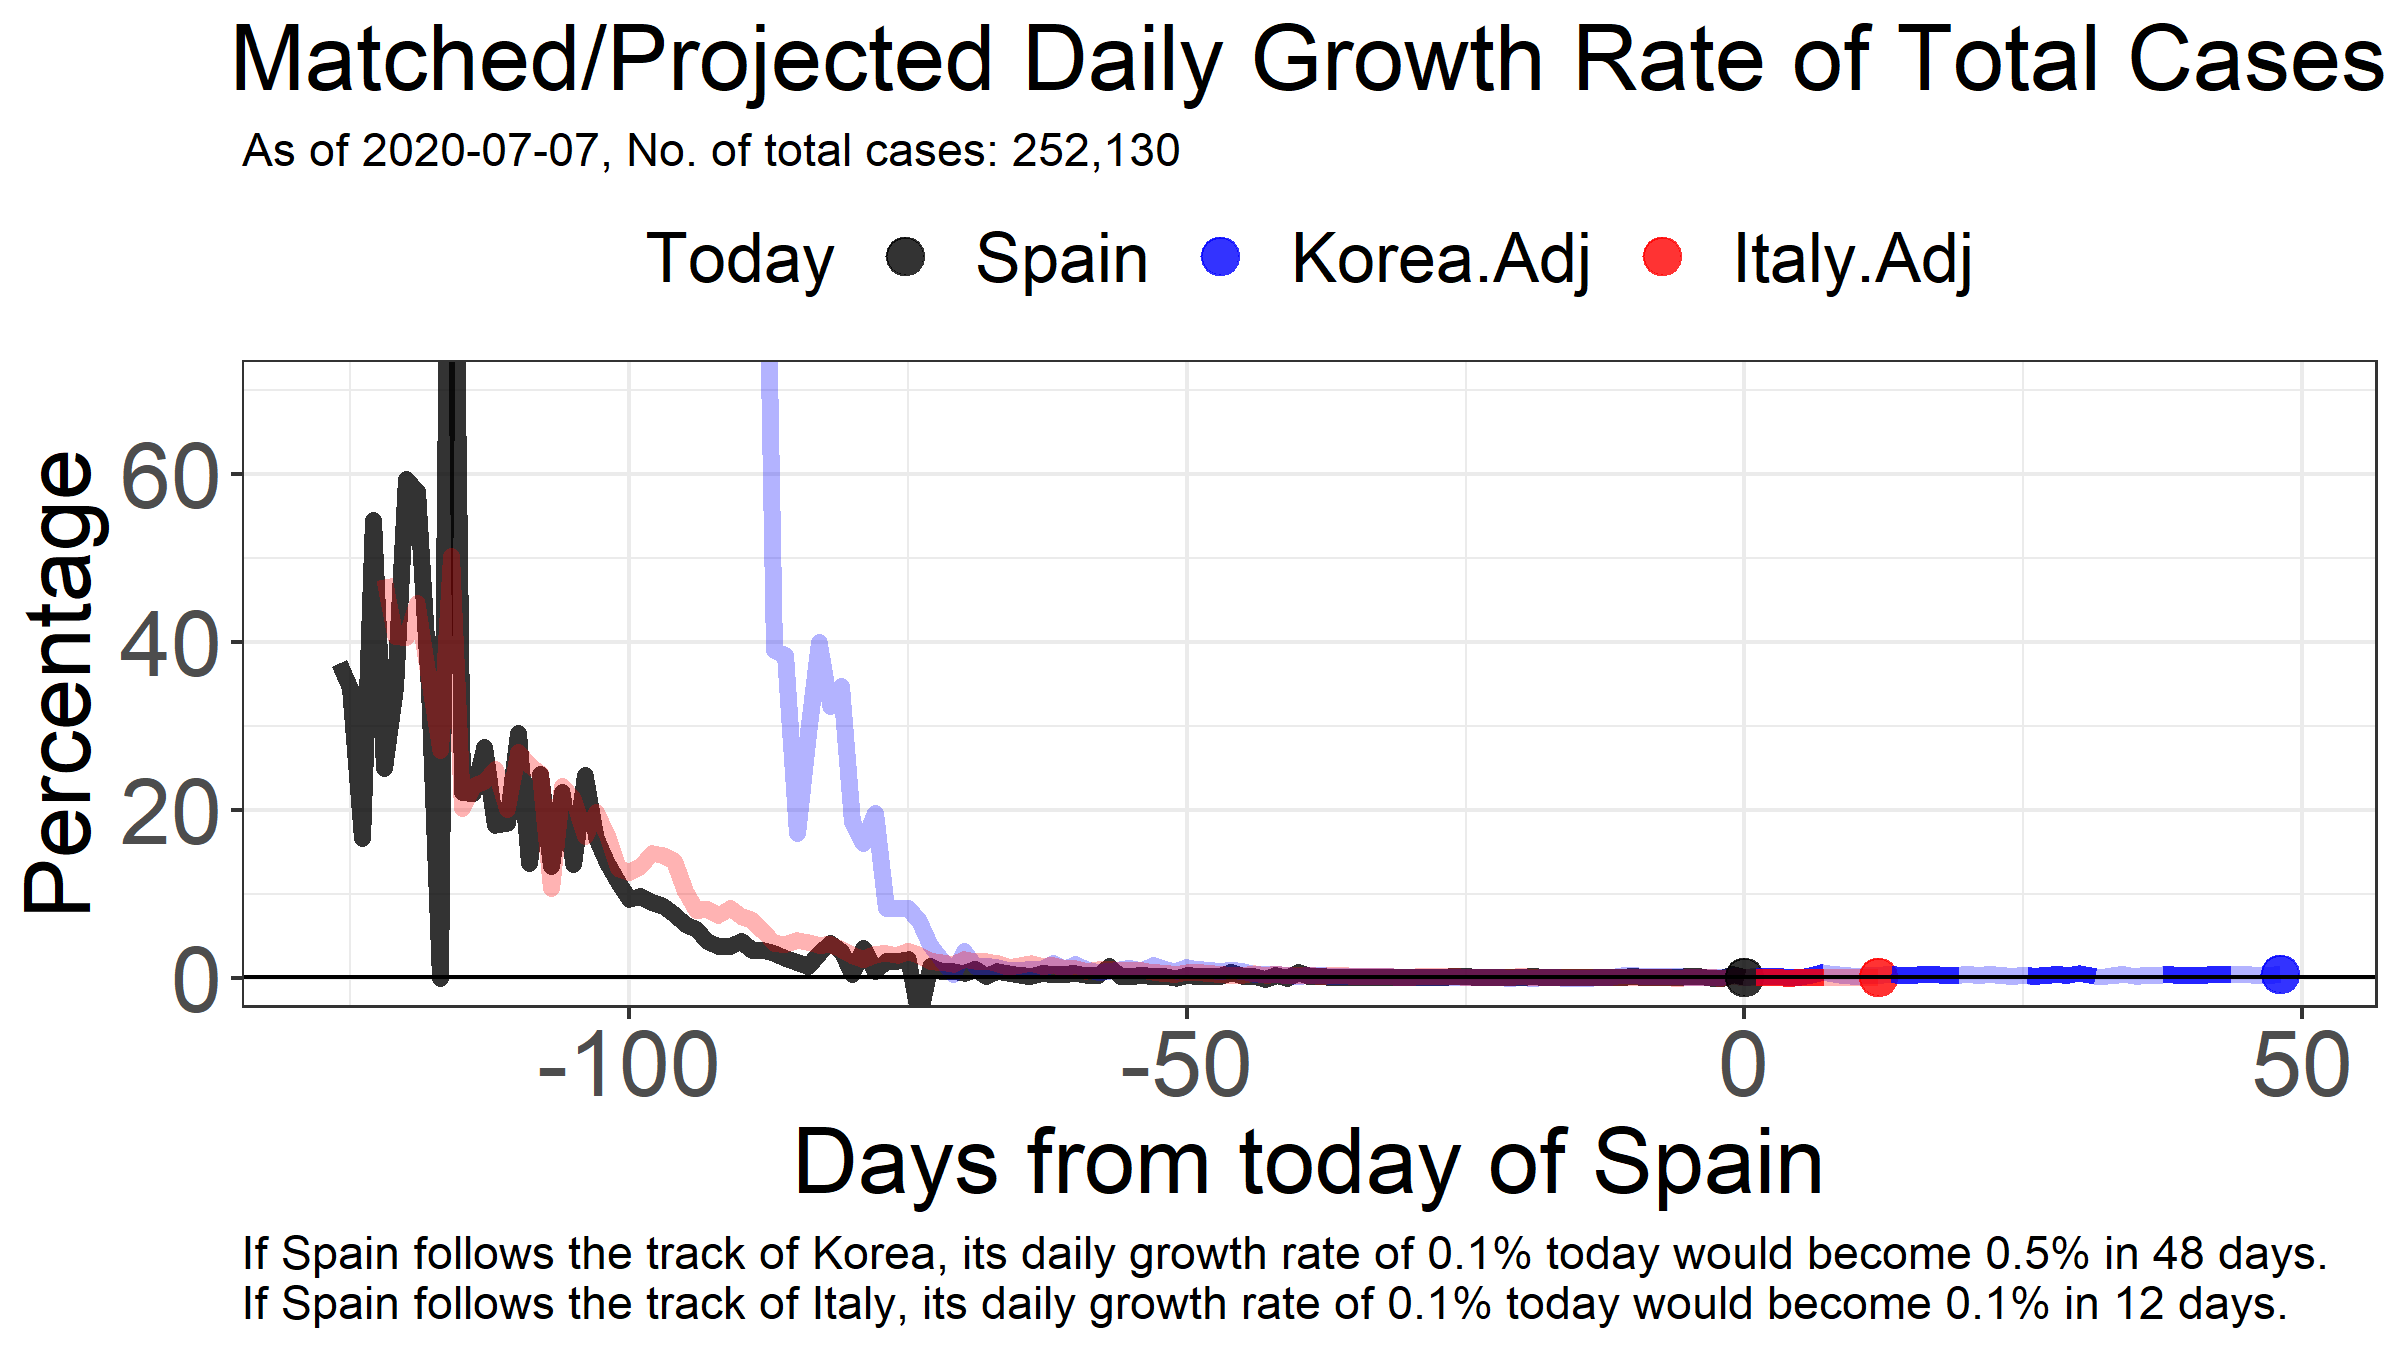 Matched/Projected Daily Growth Rate of Total Cases
As of 2020-07-07, No. of total cases: 252,130
Today Spain Korea.Adj Italy.Adj
Percentage
60
40
20
0
-100 -50 0 50
Days from today of Spain
If Spain follows the track of Korea, its daily growth rate of 0.1% today would become 0.5% in 48 days.
If Spain follows the track of Italy, its daily growth rate of 0.1% today would become 0.1% in 12 days.